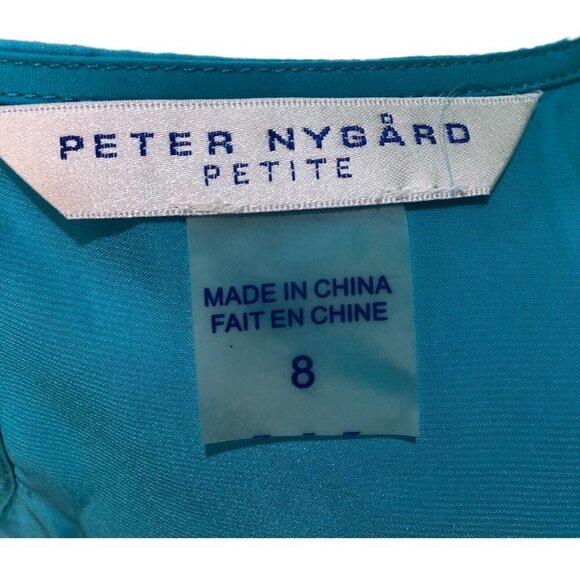 PETER NYGÅRD
PETITE
MADE IN CHINA
FAIT EN CHINE
8